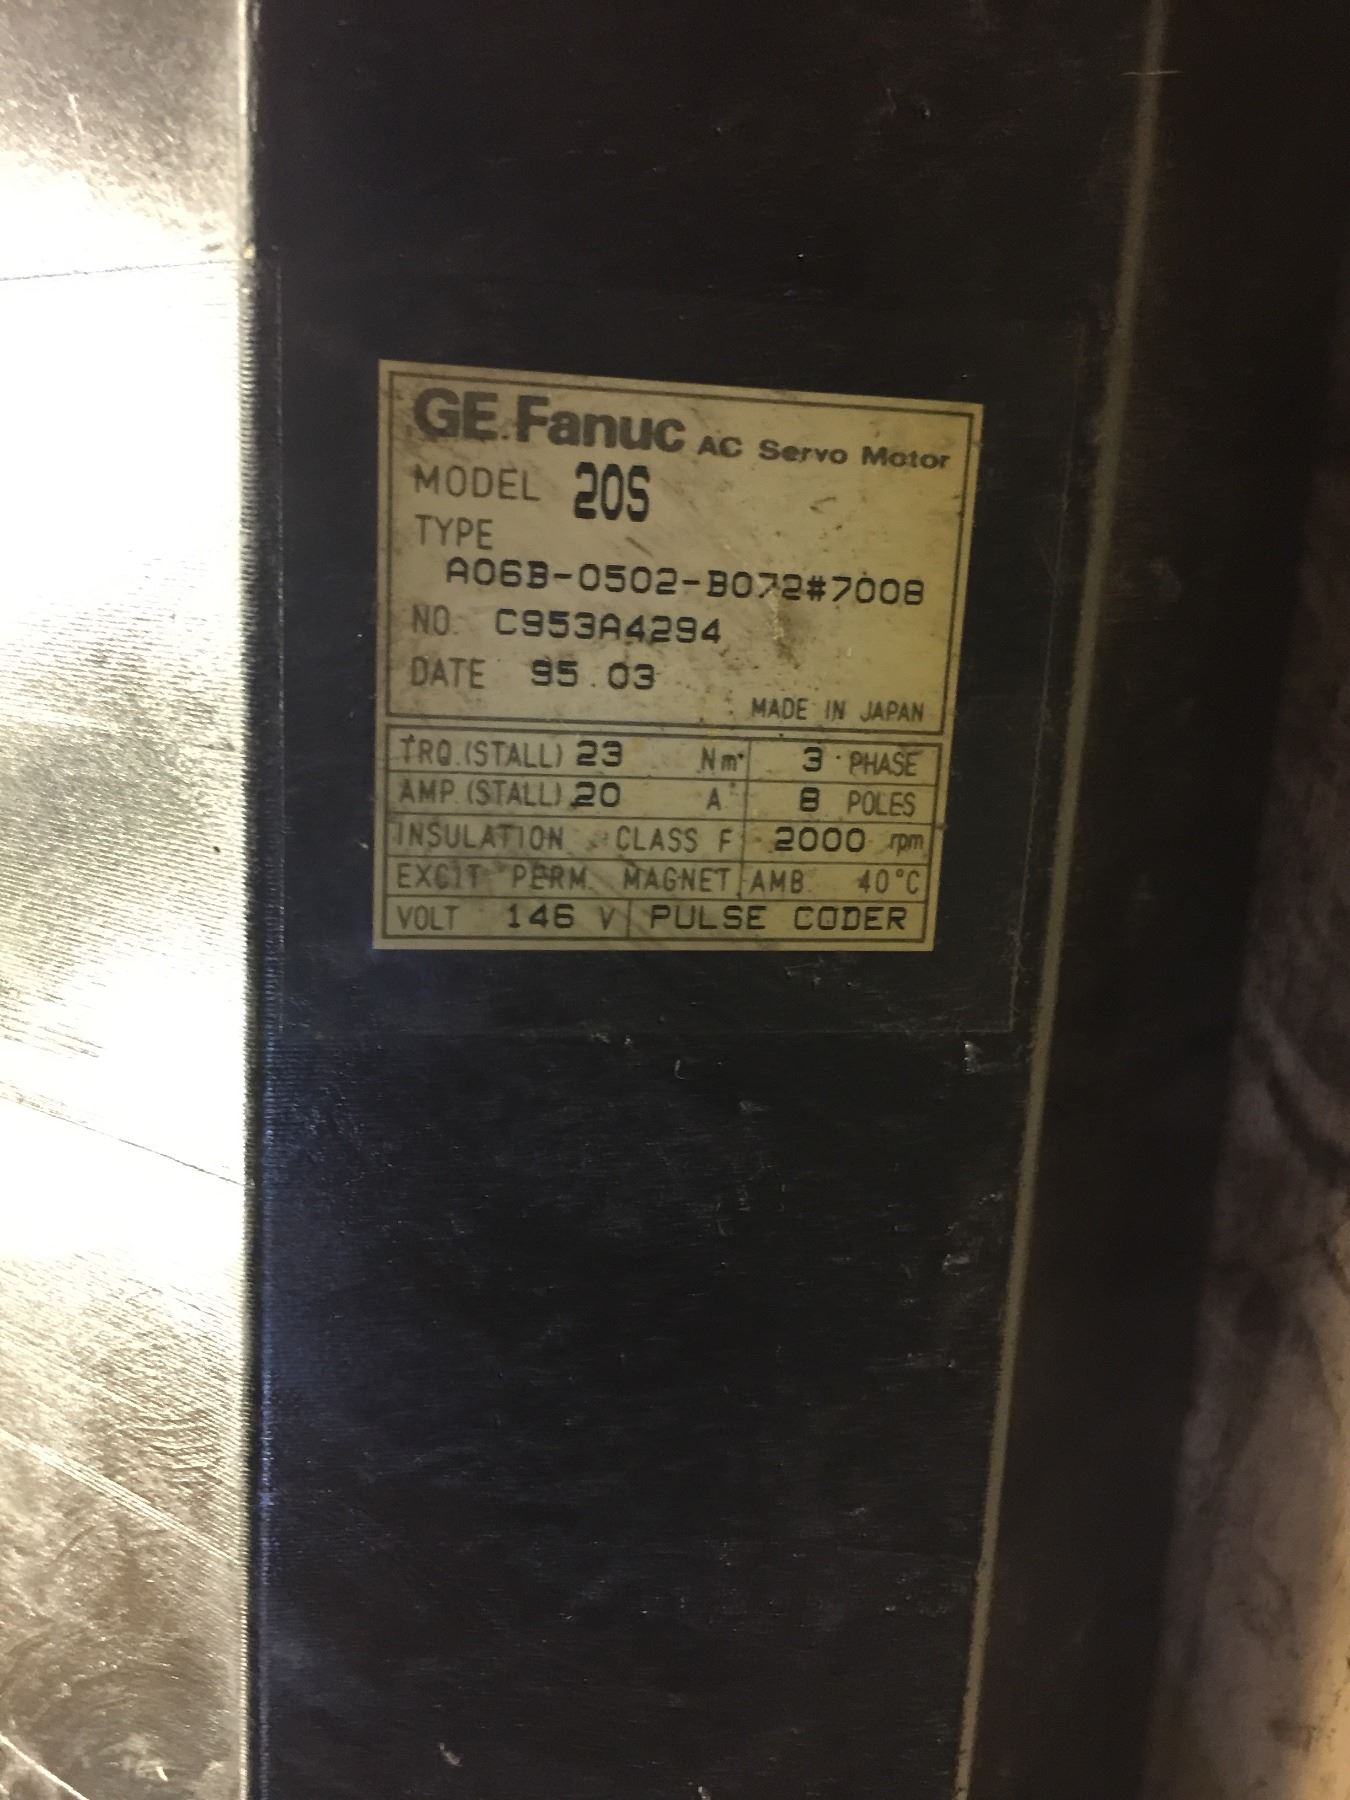 GE Fanuc AC Servo Motor
MODEL 20S
TYPE
A06B-0502-B072#7008
NO. C953A4294
DATE 95.03
MADE IN JAPAN
TRQ.(STALL) 23 Nm 3 PHASE
AMP.(STALL) 20 A 8 POLES
INSULATION CLASS F 2000 rpm
EXCIT PERM. MAGNET AMB. 40°C
VOLT 146 V PULSE CODER